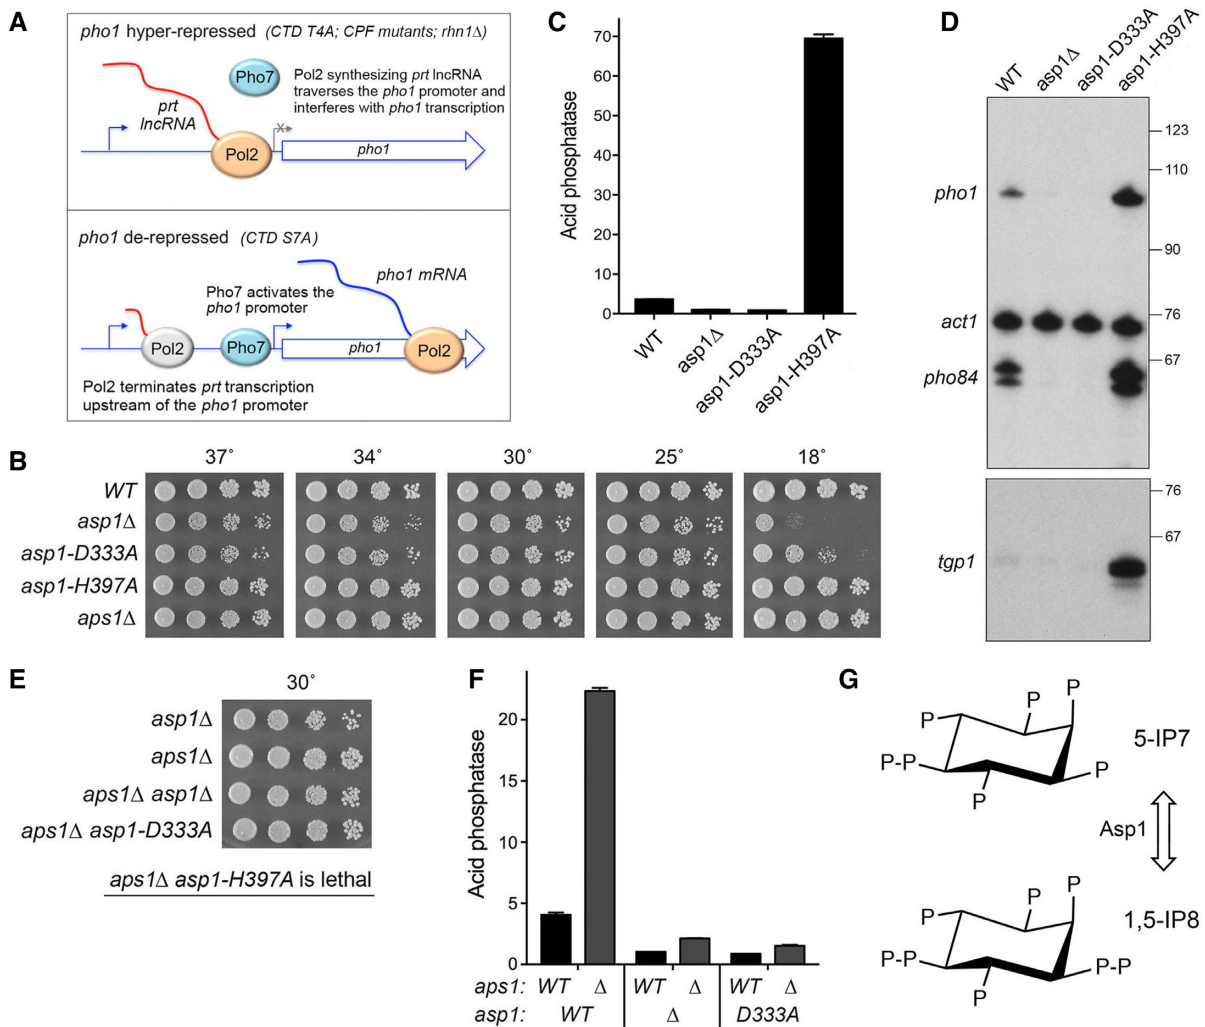 A
pho1 hyper-repressed (CTD T4A; CPF mutants; rhn1Δ)
Pho7
Pol2 synthesizing prt lncRNA
traverses the pho1 promoter and
interferes with pho1 transcription
prt
lncRNA
Pol2
pho1
pho1 de-repressed (CTD S7A)
pho1 mRNA
Pho7 activates the
pho1 promoter
Pol2
Pho7
pho1
Pol2
Pol2 terminates prt transcription
upstream of the pho1 promoter
B
37˚ 34˚ 30˚ 25˚ 18˚
WT
asp1Δ
asp1-D333A
asp1-H397A
aps1Δ
C
Acid phosphatase
70
60
50
40
30
20
10
0
WT
asp1Δ
asp1-D333A
asp1-H397A
D
WT
asp1Δ
asp1-D333A
asp1-H397A
123
110
pho1
90
act1
76
67
pho84
76
67
tgp1
E
30˚
asp1Δ
aps1Δ
aps1Δ asp1Δ
aps1Δ asp1-D333A
aps1Δ asp1-H397A is lethal
F
Acid phosphatase
20
15
10
5
0
aps1: WT Δ WT Δ WT Δ
asp1: WT Δ D333A
G
P
P
P
5-IP7
P-P
P
P
Asp1
P
P
P
1,5-IP8
P-P
P-P
P